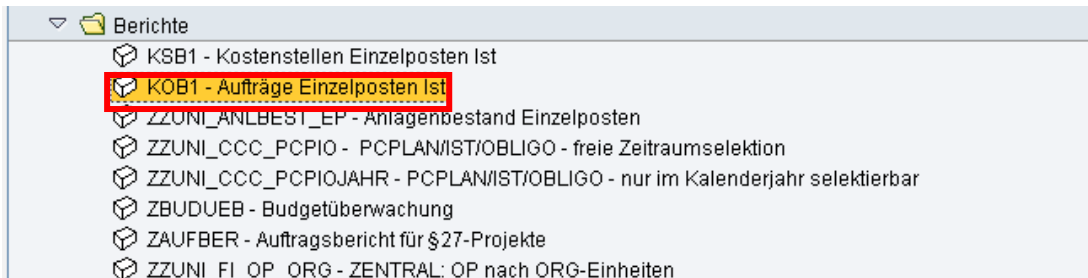 Berichte
KSB1 - Kostenstellen Einzelposten Ist
KOB1 - Aufträge Einzelposten Ist
ZZUNI_ANLBEST_EP - Anlagenbestand Einzelposten
ZZUNI_CCC_PCPIO - PCPLAN/IST/OBLIGO - freie Zeitraumselektion
ZZUNI_CCC_PCPIOJAHR - PCPLAN/IST/OBLIGO - nur im Kalenderjahr selektierbar
ZBUDUEB - Budgetüberwachung
ZAUFBER - Auftragsbericht für §27-Projekte
ZZUNI_FI_OP_ORG - ZENTRAL: OP nach ORG-Einheiten